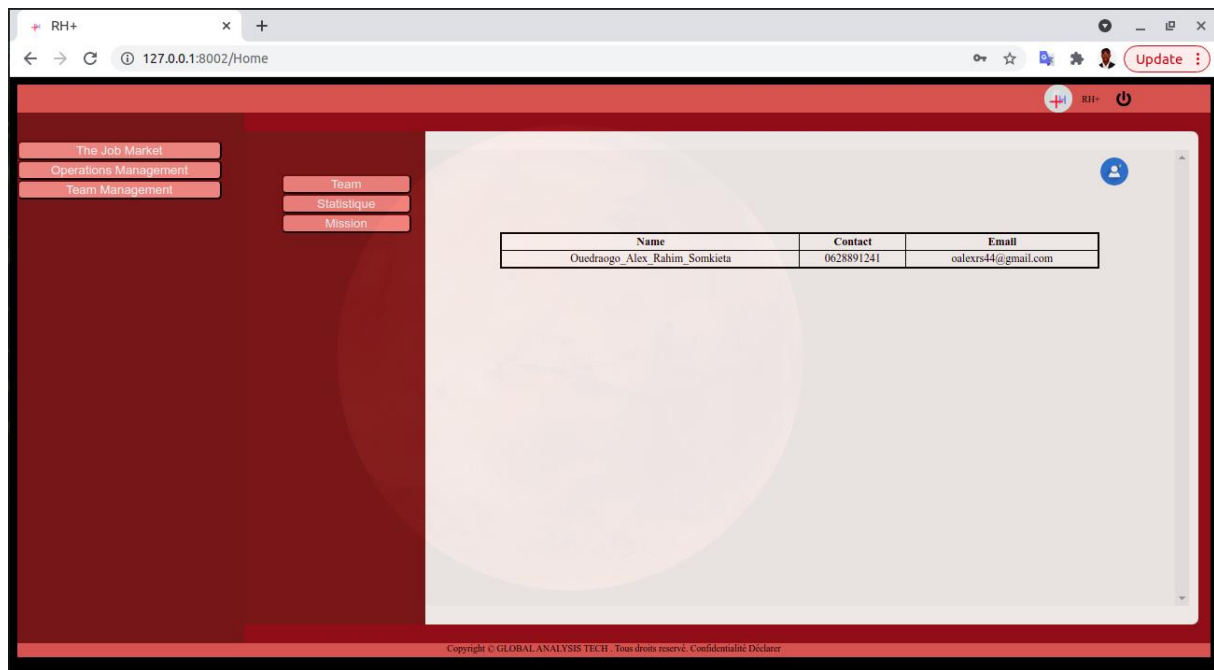 RH+
127.0.0.1:8002/Home
Update
RH+
The Job Market
Operations Management
Team Management
Team
Statistique
Mission
Name Contact Email
Ouedraogo_Alex_Rahim_Somkieta 0628891241 oalexrs44@gmail.com
Copyright © GLOBAL ANALYSIS TECH . Tous droits reservé. Confidentialité Déclarer